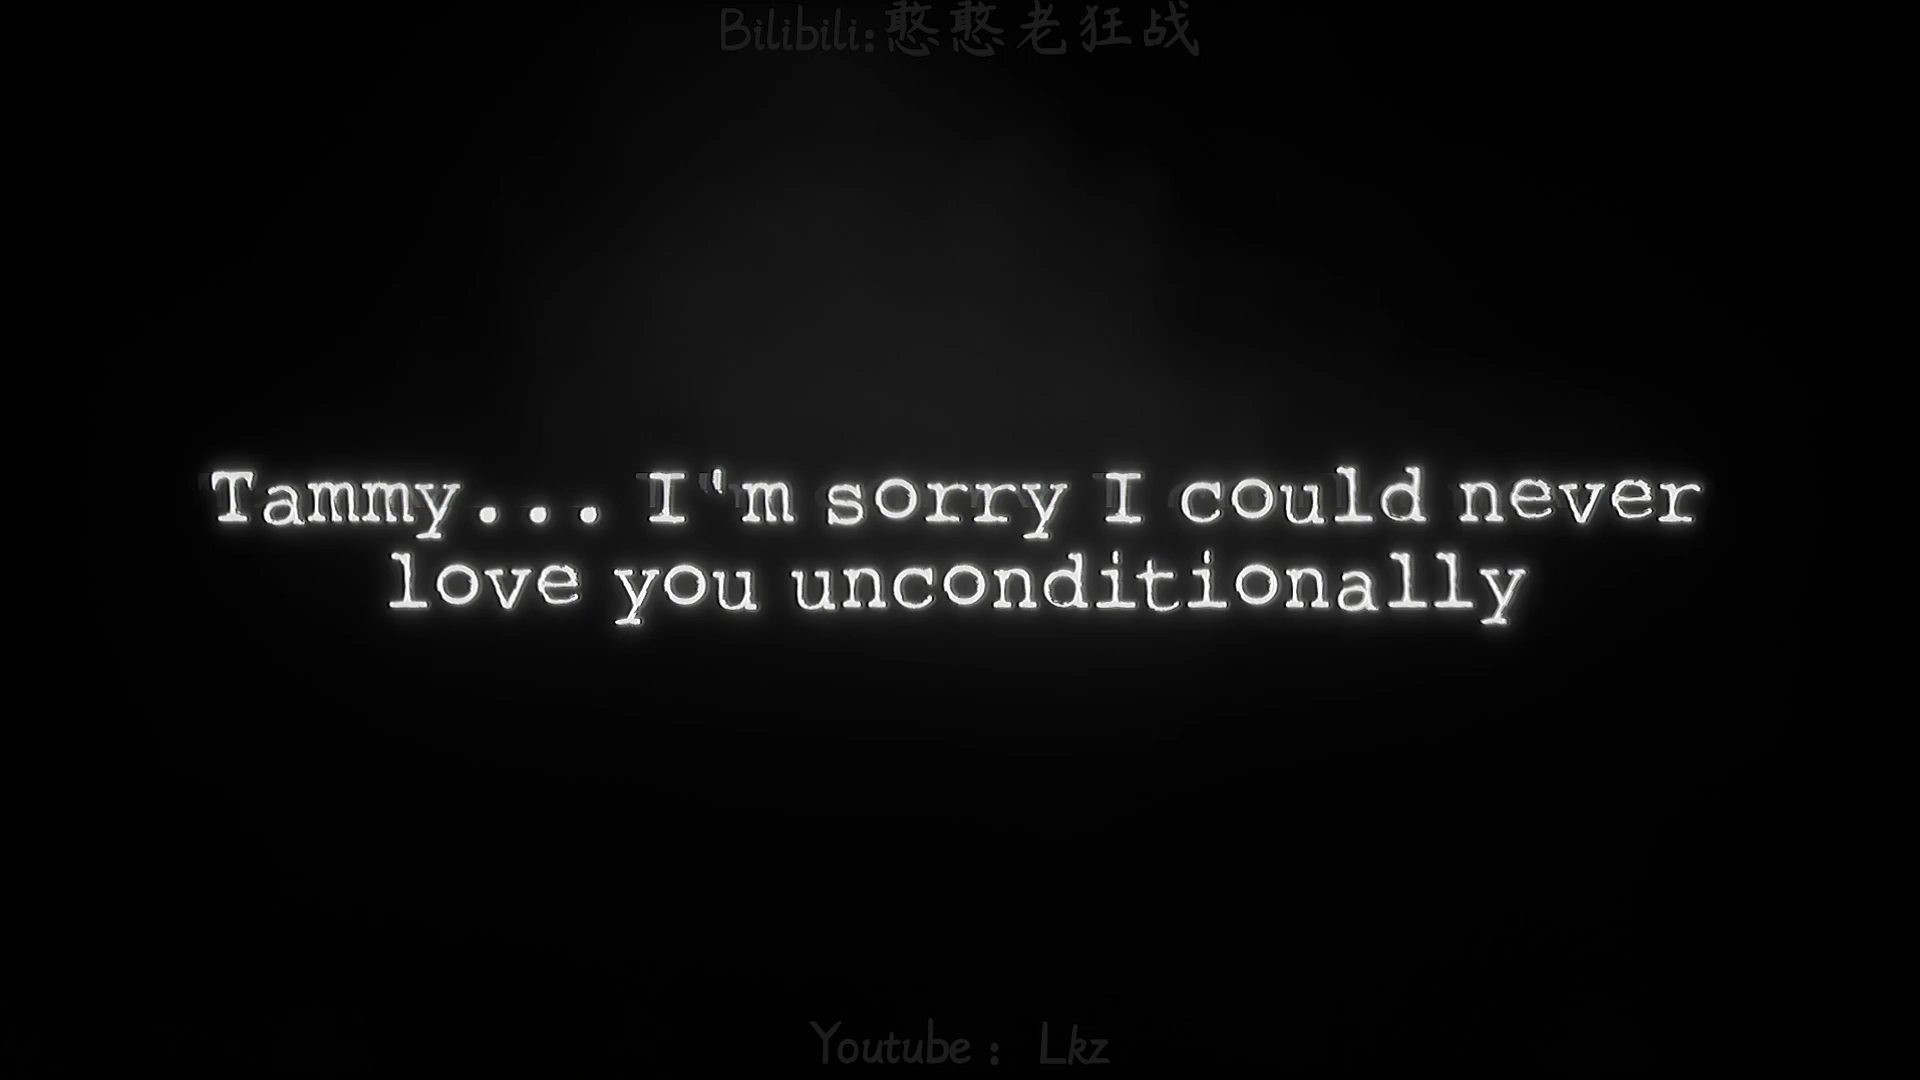 Bilibili:憨憨老狂战
Tammy... I'm sorry I could never
love you unconditionally
Youtube : Lkz